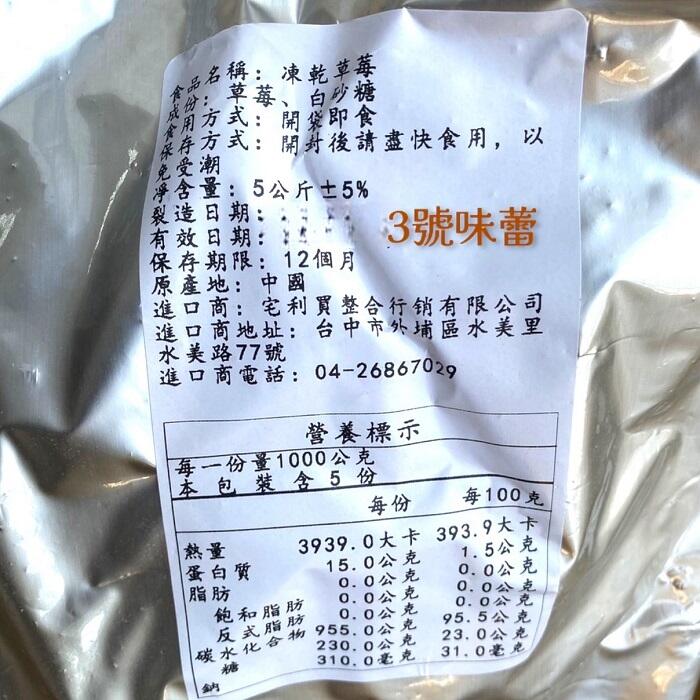 食品名稱：凍乾草莓
成份：草莓、白砂糖
食用方式：開袋即食
保存方式：開封後請盡快食用，以
免受潮
淨含量：5公斤±5%
製造日期：
有效日期：
保存期限：12個月
原產地：中國
進口商：宅利買整合行销有限公司
進口商地址：台中市外埔區水美里
水美路77號
進口商電話：04-26867029
3號味蕾
營養標示
每一份量1000公克
本包裝含5份
每份 每100克
熱量 3939.0大卡 393.9大卡
蛋白質 15.0公克 1.5公克
脂肪 0.0公克 0.0公克
飽和脂肪 0.0公克 0.0公克
反式脂肪 0.0公克 0.0公克
碳水化合物 955.0公克 95.5公克
糖 230.0公克 23.0公克
鈉 310.0毫克 31.0毫克